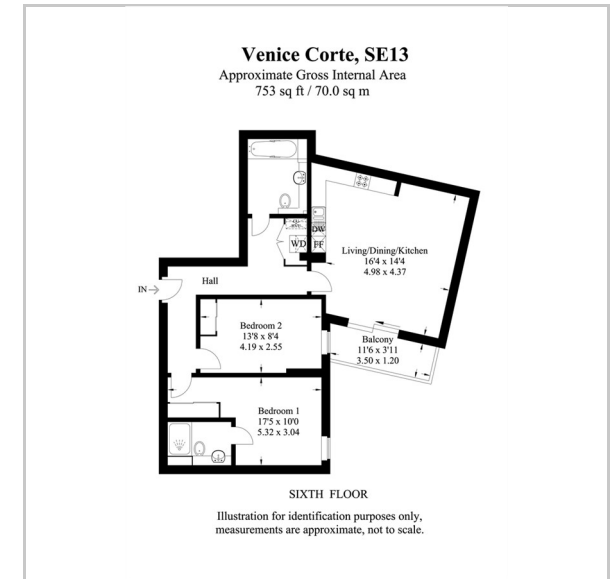 Venice Corte, SE13
Approximate Gross Internal Area
753 sq ft / 70.0 sq m
DW
FF
WD
Living/Dining/Kitchen
16'4 x 14'4
4.98 x 4.37
Hall
IN
Bedroom 2
13'8 x 8'4
4.19 x 2.55
Balcony
11'6 x 3'11
3.50 x 1.20
Bedroom 1
17'5 x 10'0
5.32 x 3.04
SIXTH FLOOR
Illustration for identification purposes only,
measurements are approximate, not to scale.